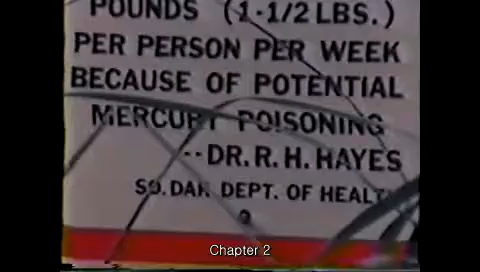 POUNDS (1-1/2 LBS.)
PER PERSON PER WEEK
BECAUSE OF POTENTIAL
MERCURY POISONING
--DR. R. H. HAYES
SO. DAK. DEPT. OF HEALTH
Chapter 2